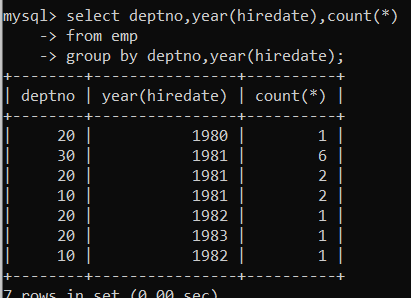 mysql> select deptno,year(hiredate),count(*)
    -> from emp
    -> group by deptno,year(hiredate);
+--------+----------------+----------+
| deptno | year(hiredate) | count(*) |
+--------+----------------+----------+
|     20 |           1980 |        1 |
|     30 |           1981 |        6 |
|     20 |           1981 |        2 |
|     10 |           1981 |        2 |
|     20 |           1982 |        1 |
|     20 |           1983 |        1 |
|     10 |           1982 |        1 |
+--------+----------------+----------+
7 rows in set (0.00 sec)